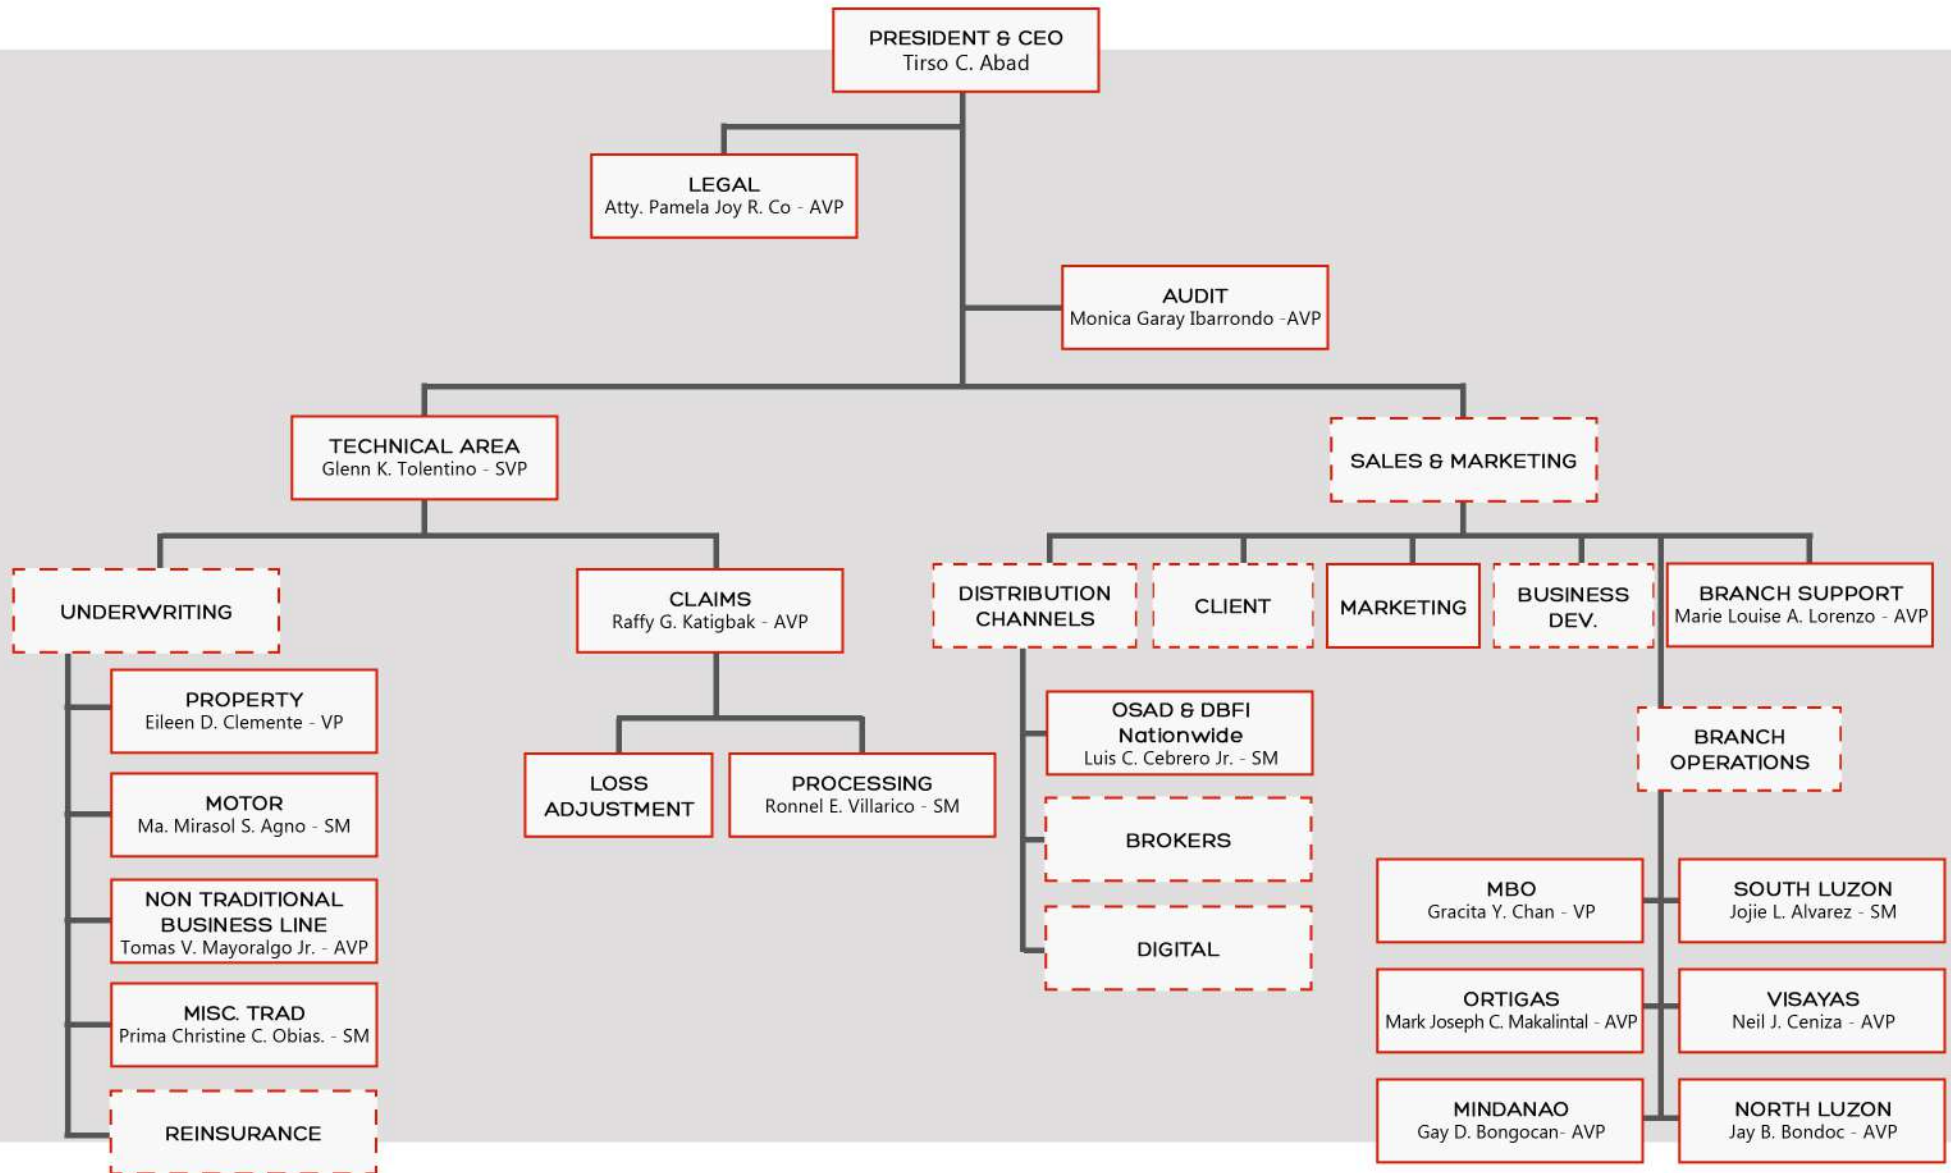 PRESIDENT & CEO
Tirso C. Abad
LEGAL
Atty. Pamela Joy R. Co - AVP
AUDIT
Monica Garay Ibarrondo -AVP
TECHNICAL AREA
Glenn K. Tolentino - SVP
SALES & MARKETING
UNDERWRITING
CLAIMS
Raffy G. Katigbak - AVP
DISTRIBUTION
CHANNELS
CLIENT
MARKETING
BUSINESS
DEV.
BRANCH SUPPORT
Marie Louise A. Lorenzo - AVP
PROPERTY
Eileen D. Clemente - VP
MOTOR
Ma. Mirasol S. Agno - SM
NON TRADITIONAL
BUSINESS LINE
Tomas V. Mayoralgo Jr. - AVP
MISC. TRAD
Prima Christine C. Obias. - SM
REINSURANCE
LOSS
ADJUSTMENT
PROCESSING
Ronnel E. Villarico - SM
OSAD & DBFI
Nationwide
Luis C. Cebrero Jr. - SM
BROKERS
DIGITAL
BRANCH
OPERATIONS
MBO
Gracita Y. Chan - VP
SOUTH LUZON
Jojie L. Alvarez - SM
ORTIGAS
Mark Joseph C. Makalintal - AVP
VISAYAS
Neil J. Ceniza - AVP
MINDANAO
Gay D. Bongocan- AVP
NORTH LUZON
Jay B. Bondoc - AVP